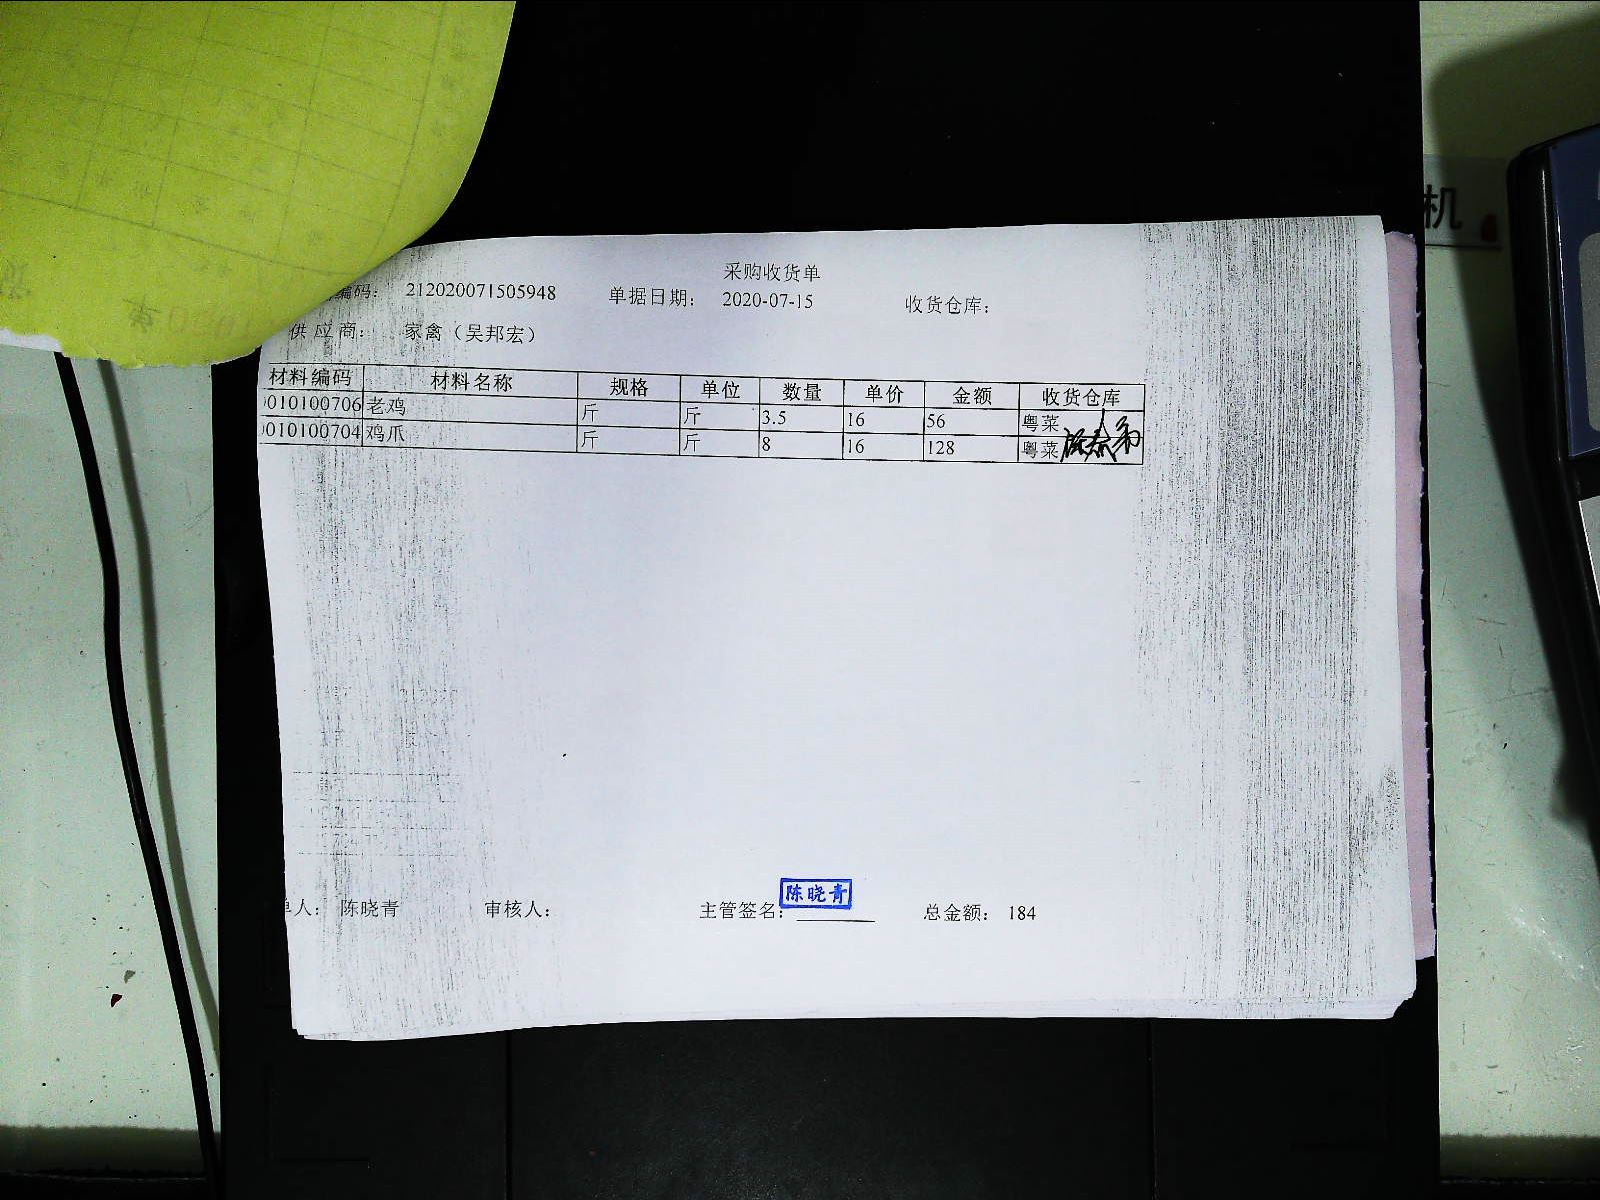 机
采购收货单
编码: 212020071505948 单据日期: 2020-07-15 收货仓库:
供应商: 家禽（吴邦宏）
材料编码 材料名称 规格 单位 数量 单价 金额 收货仓库
010100706 老鸡 斤 斤 3.5 16 56 粤菜
010100704 鸡爪 斤 斤 8 16 128 粤菜
单人: 陈晓青 审核人: 主管签名: 陈晓青 总金额: 184